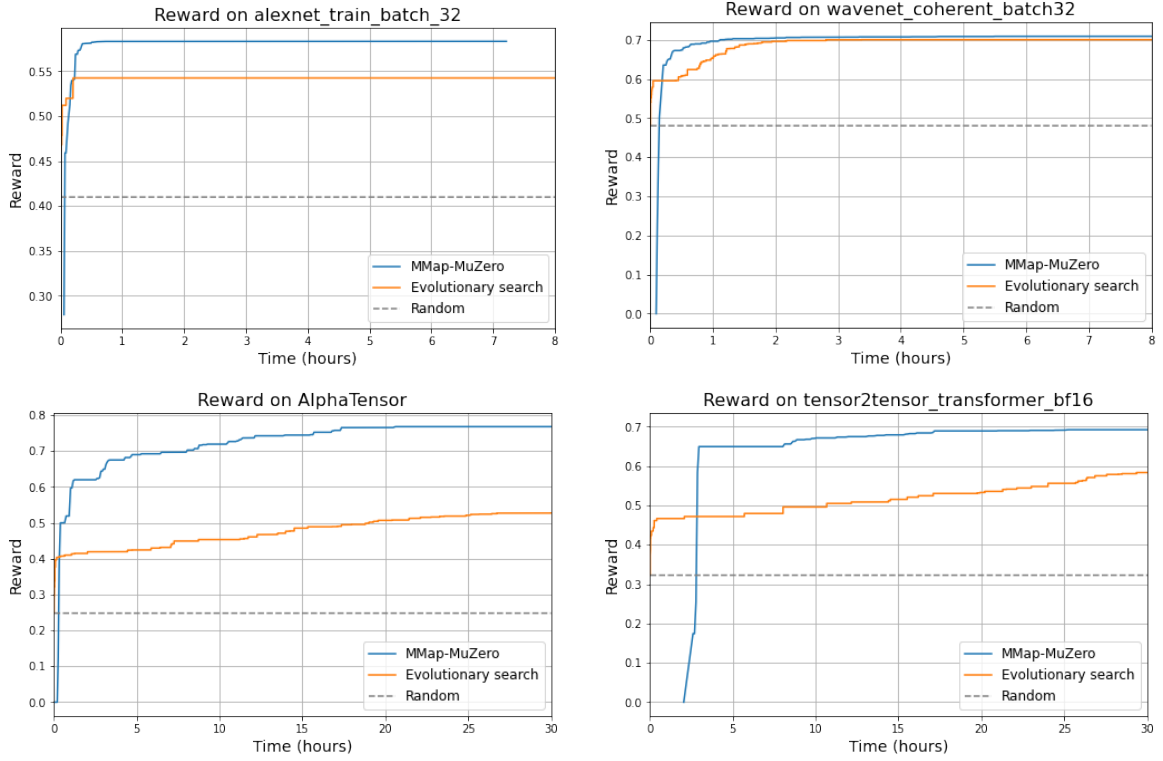 Reward on alexnet_train_batch_32
Reward
0.55
0.50
0.45
0.40
0.35
0.30
MMap-MuZero
Evolutionary search
Random
0 1 2 3 4 5 6 7 8
Time (hours)
Reward on wavenet_coherent_batch32
Reward
0.7
0.6
0.5
0.4
0.3
0.2
0.1
0.0
MMap-MuZero
Evolutionary search
Random
0 1 2 3 4 5 6 7 8
Time (hours)
Reward on AlphaTensor
Reward
0.8
0.7
0.6
0.5
0.4
0.3
0.2
0.1
0.0
MMap-MuZero
Evolutionary search
Random
0 5 10 15 20 25 30
Time (hours)
Reward on tensor2tensor_transformer_bf16
Reward
0.7
0.6
0.5
0.4
0.3
0.2
0.1
0.0
MMap-MuZero
Evolutionary search
Random
0 5 10 15 20 25 30
Time (hours)